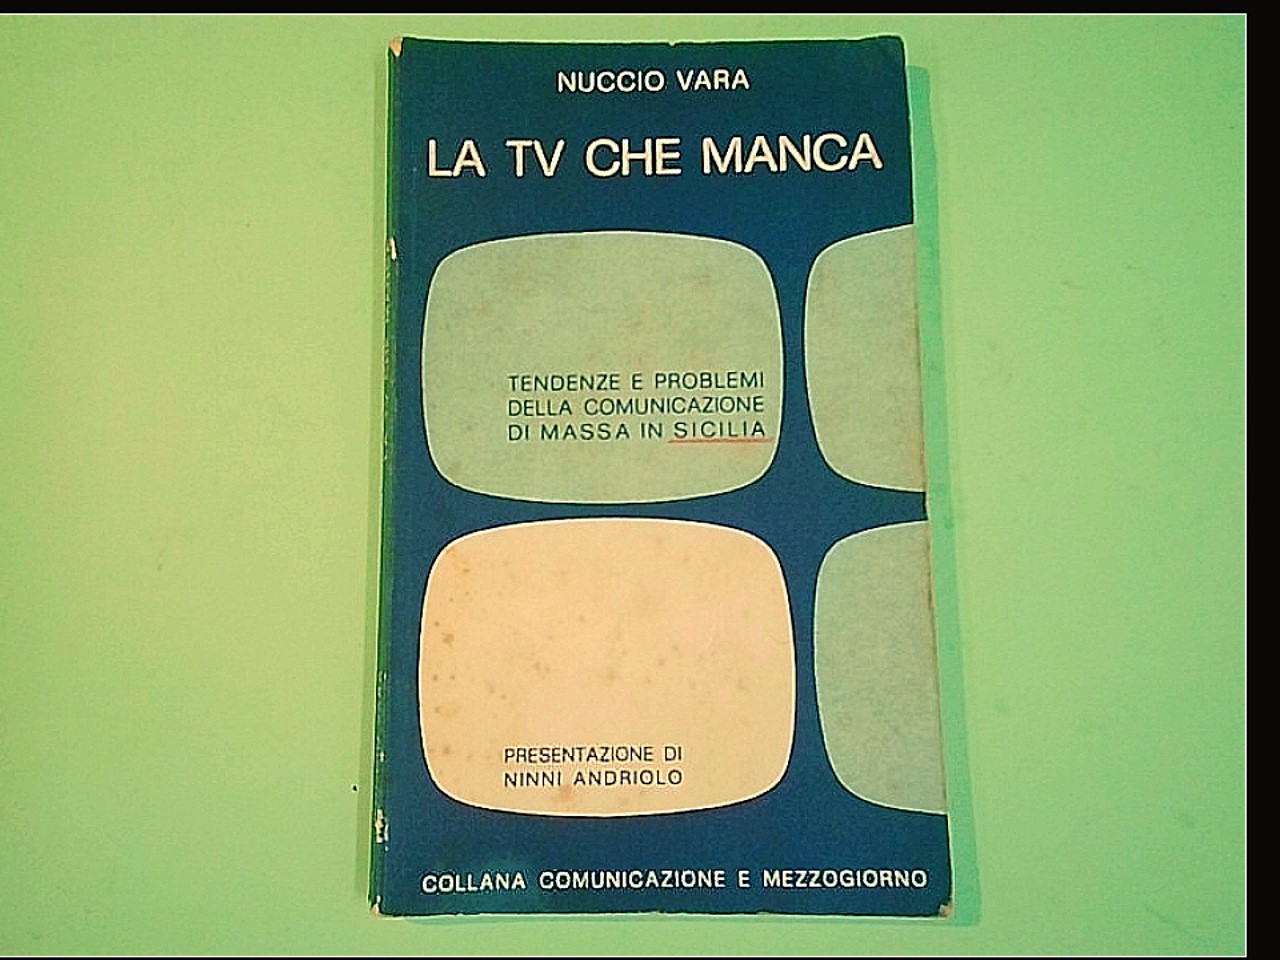 NUCCIO VARA
LA TV CHE MANCA
TENDENZE E PROBLEMI
DELLA COMUNICAZIONE
DI MASSA IN SICILIA
PRESENTAZIONE DI
NINNI ANDRIOLO
COLLANA COMUNICAZIONE E MEZZOGIORNO